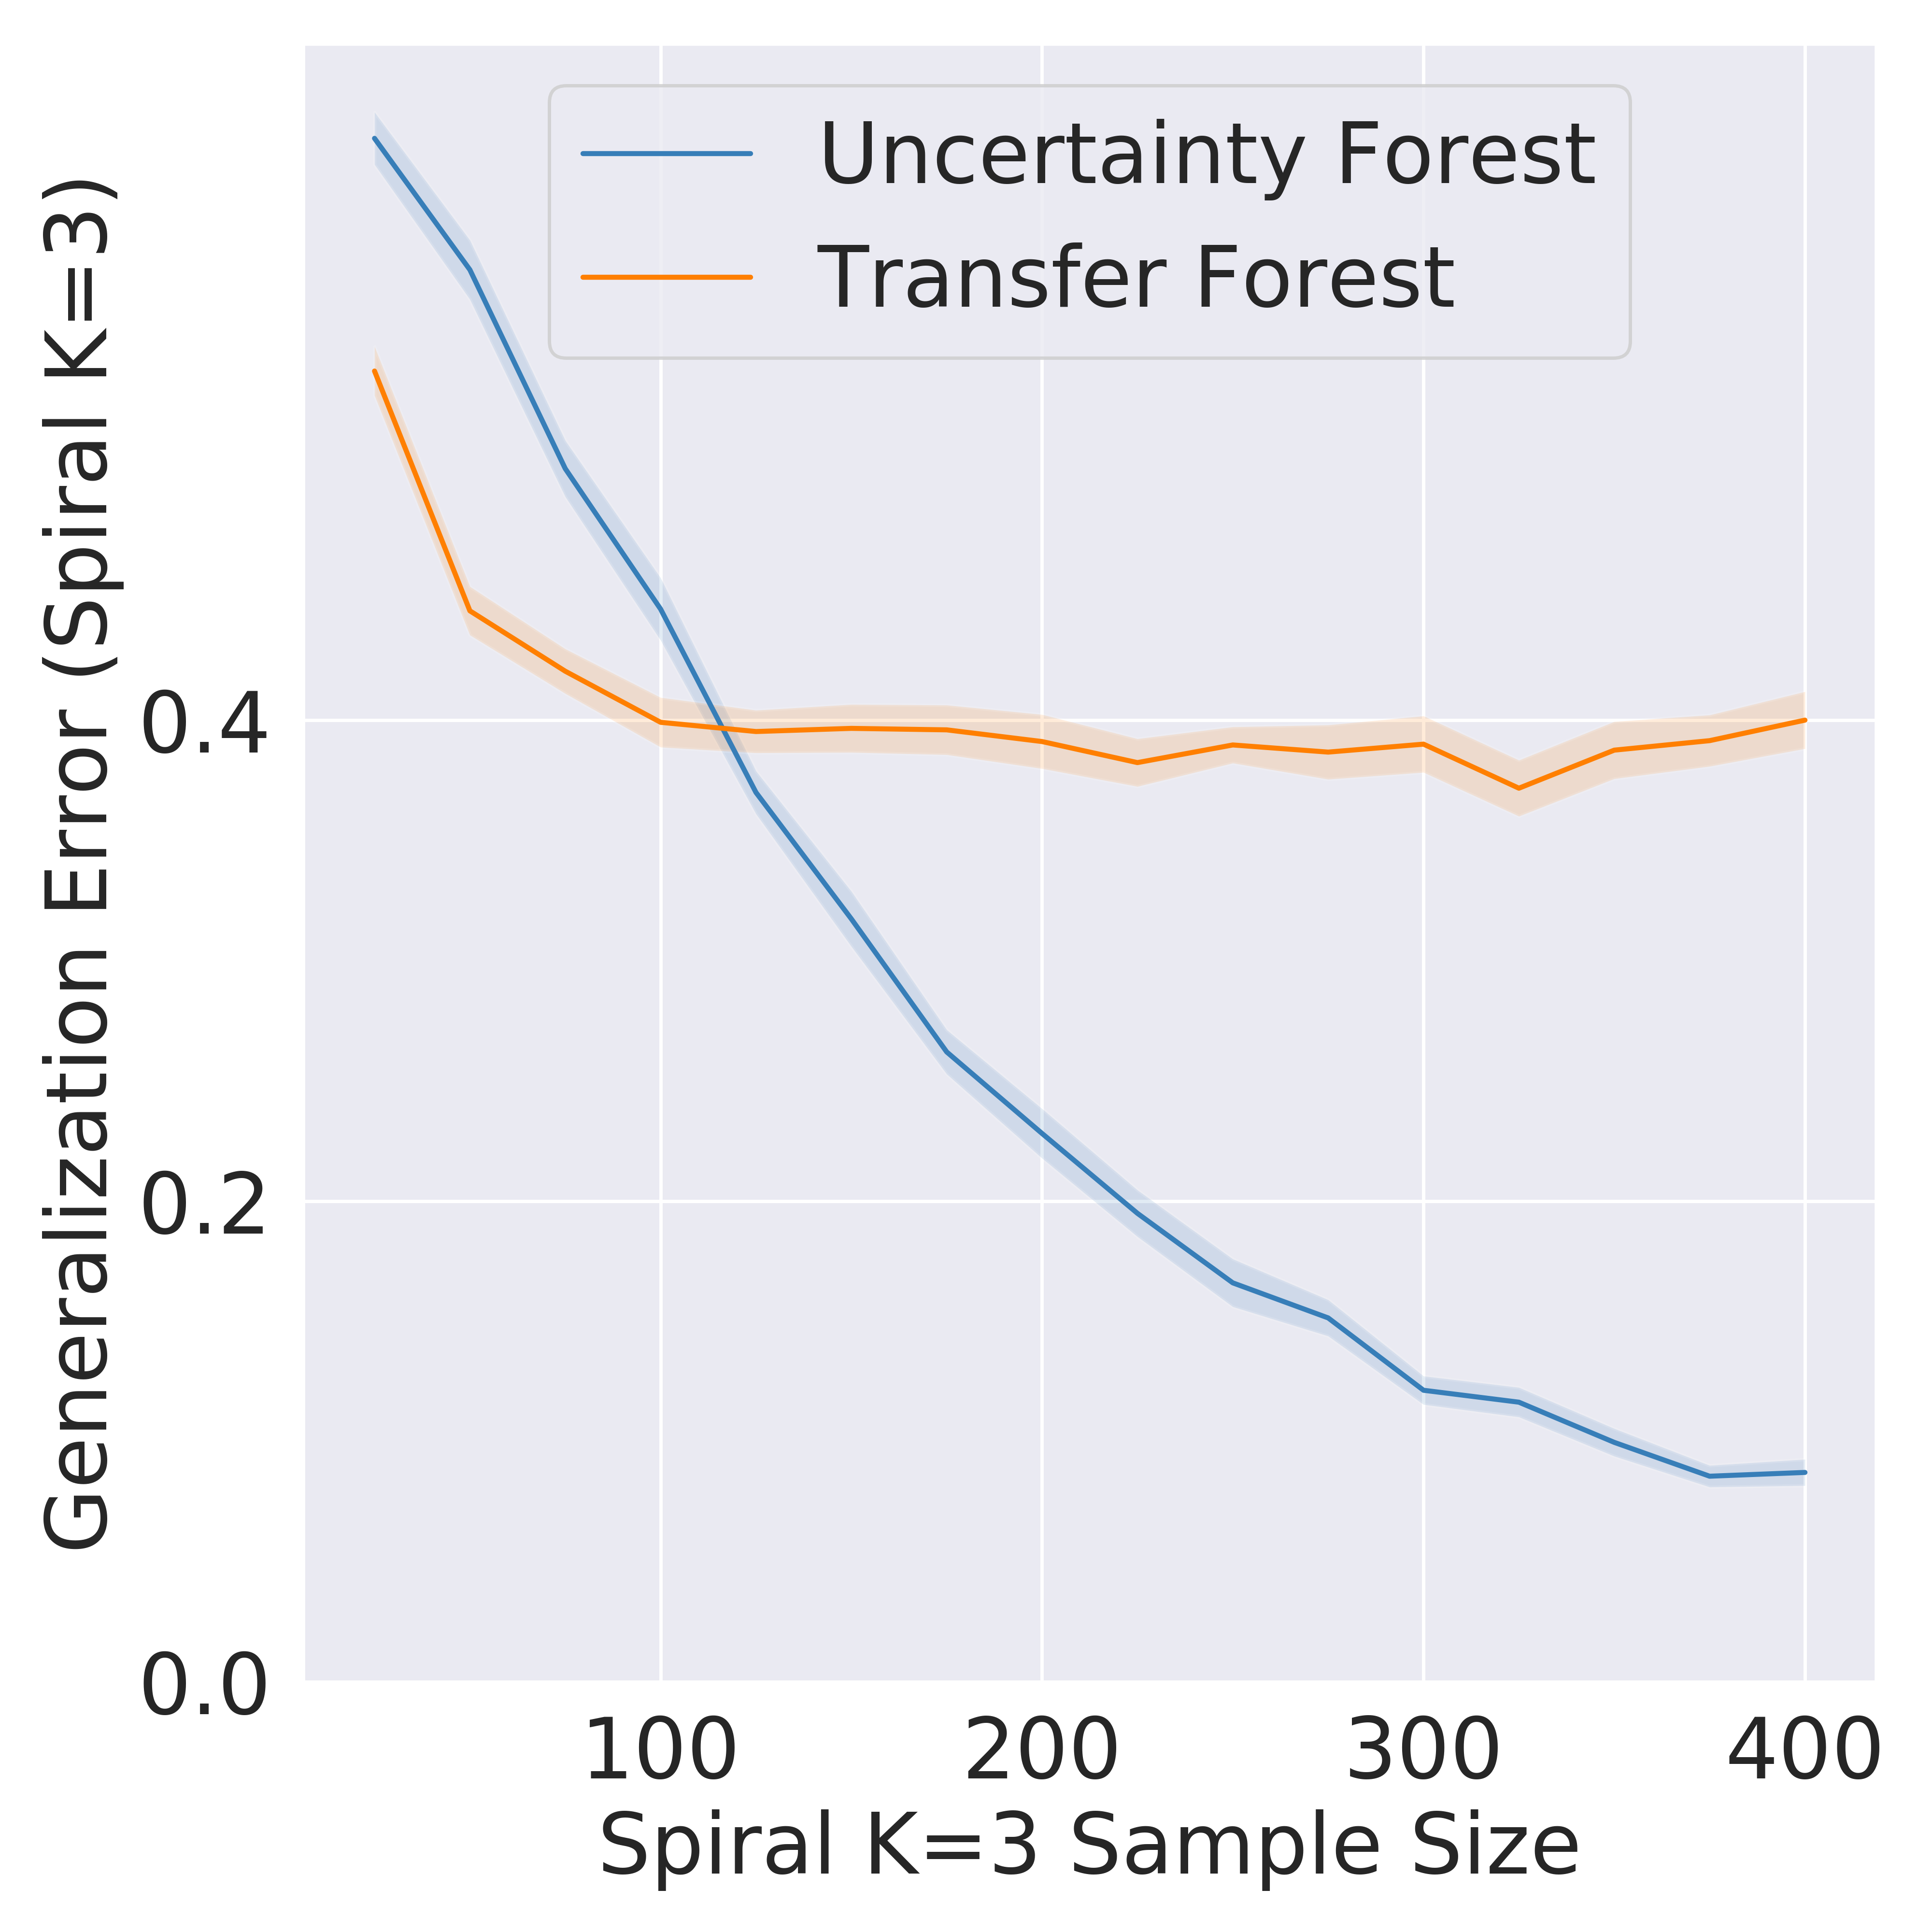 Uncertainty Forest
Transfer Forest
Generalization Error (Spiral K=3)
0.4
0.2
0.0
100 200 300 400
Spiral K=3 Sample Size